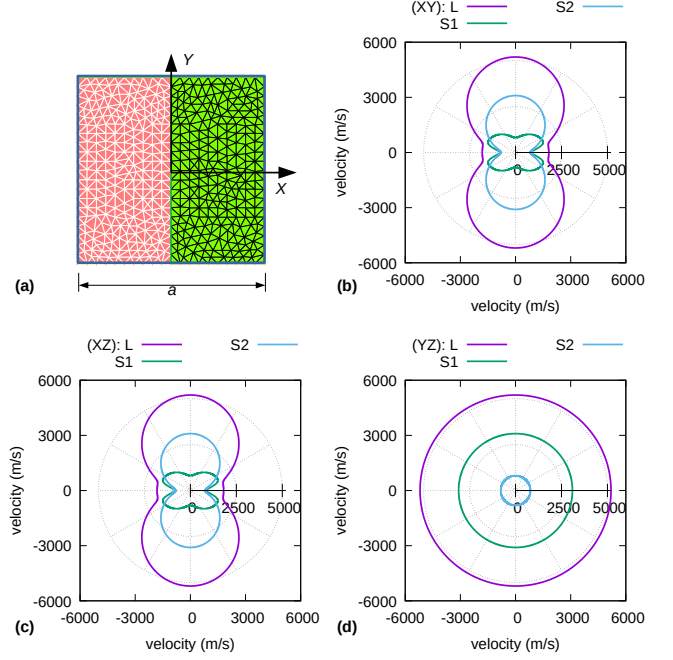 Y
X
a
(a)
(XY): L
S2
S1
6000
3000
0
-3000
-6000
velocity (m/s)
0 2500 5000
-6000 -3000 0 3000 6000
velocity (m/s)
(b)
(XZ): L
S2
S1
6000
3000
0
-3000
-6000
velocity (m/s)
0 2500 5000
-6000 -3000 0 3000 6000
velocity (m/s)
(c)
(YZ): L
S2
S1
6000
3000
0
-3000
-6000
velocity (m/s)
0 2500 5000
-6000 -3000 0 3000 6000
velocity (m/s)
(d)